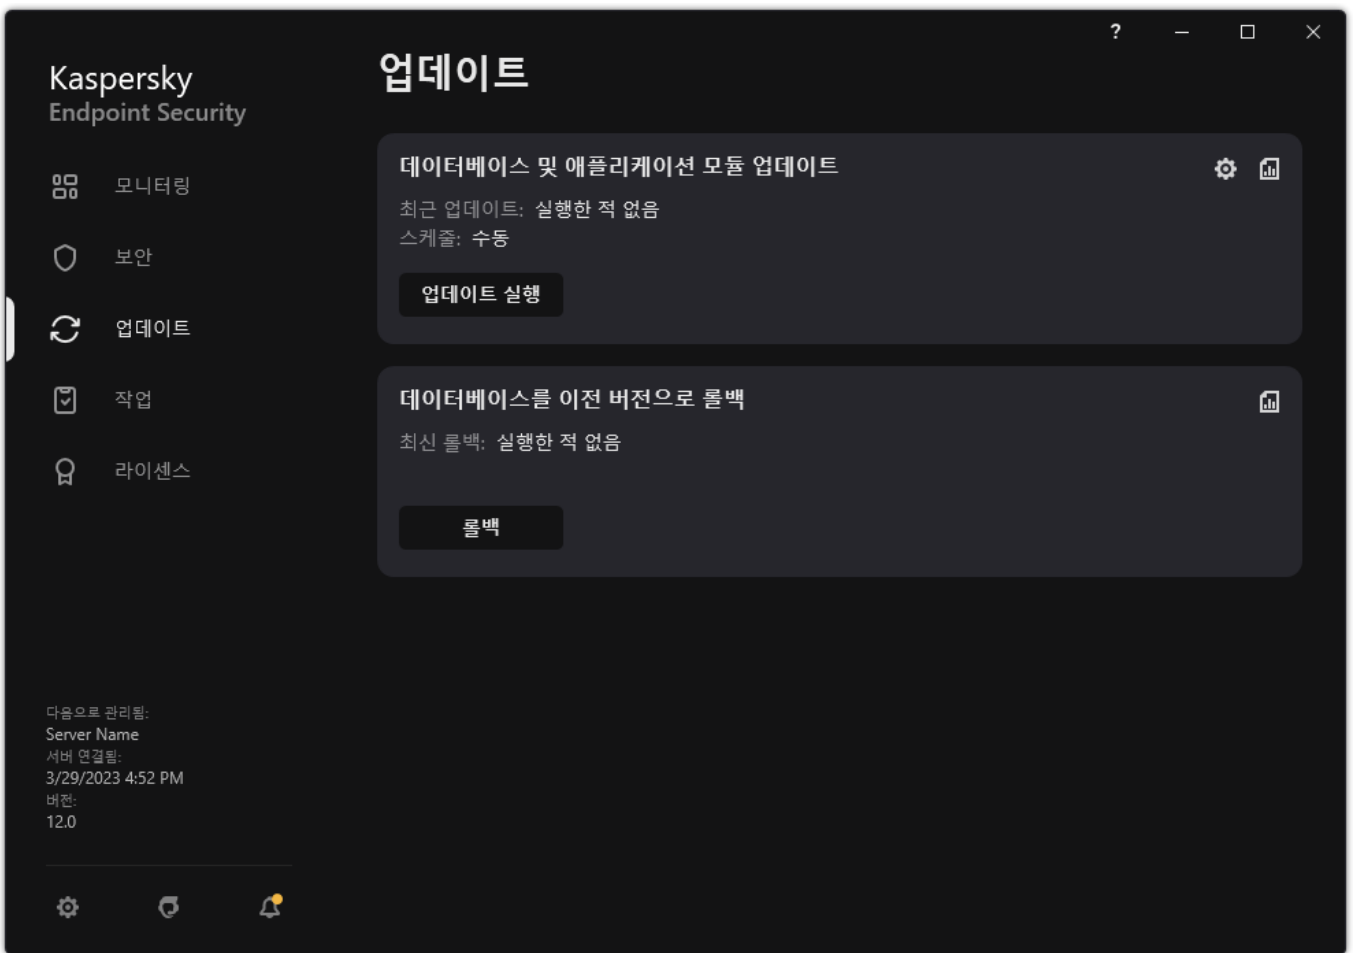 ?
Kaspersky
Endpoint Security
모니터링
보안
업데이트
작업
라이센스
다음으로 관리됨:
Server Name
서버 연결됨:
3/29/2023 4:52 PM
버전:
12.0
업데이트
데이터베이스 및 애플리케이션 모듈 업데이트
최근 업데이트: 실행한 적 없음
스케줄: 수동
업데이트 실행
데이터베이스를 이전 버전으로 롤백
최신 롤백: 실행한 적 없음
롤백